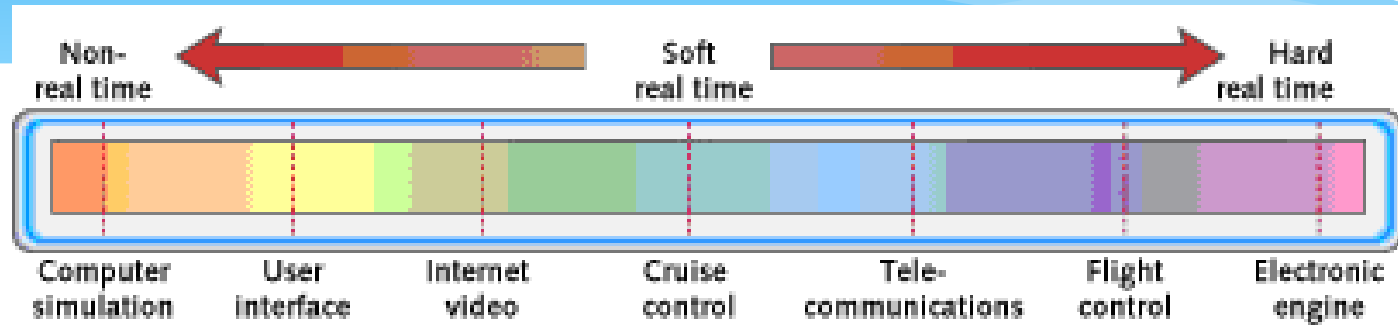 Non-
real time
Soft
real time
Hard
real time
Computer
simulation
User
interface
Internet
video
Cruise
control
Tele-
communications
Flight
control
Electronic
engine